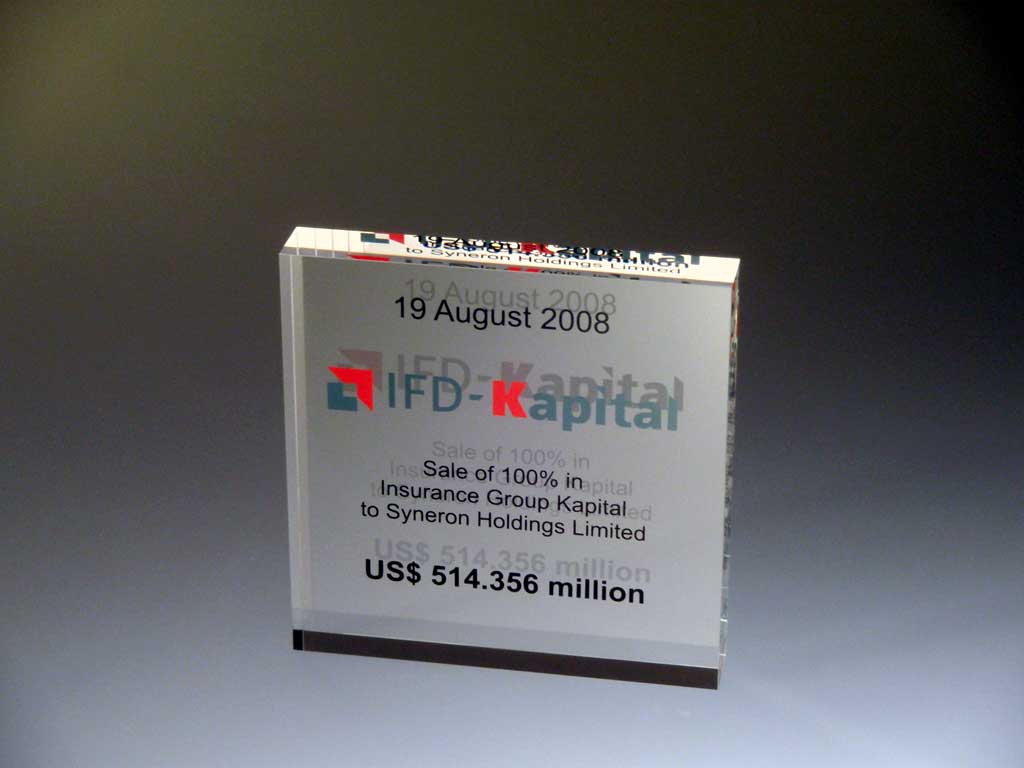 19 August 2008
IFD-Kapital
Sale of 100% in
Insurance Group Kapital
to Syneron Holdings Limited
US$ 514.356 million